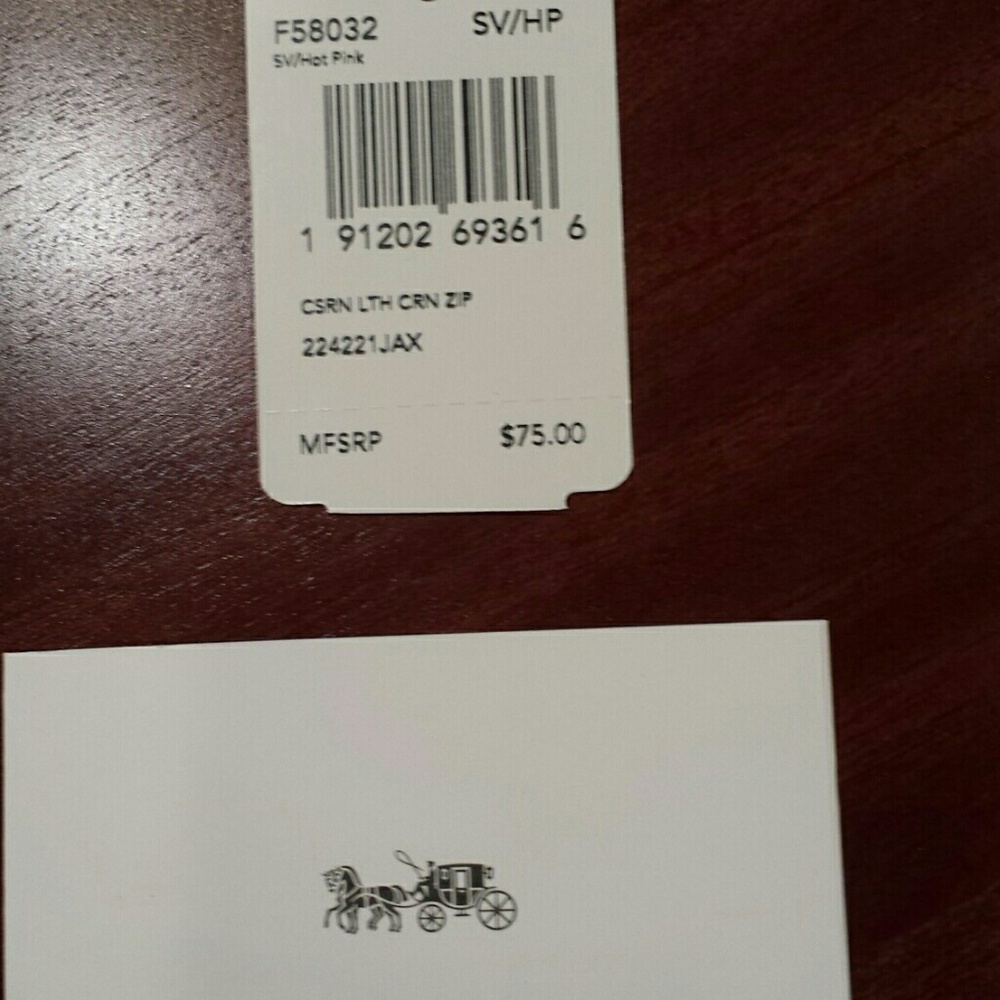 F58032 SV/HP
SV/Hot Pink
1 91202 69361 6
CSRN LTH CRN ZIP
224221JAX
MFSRP $75.00